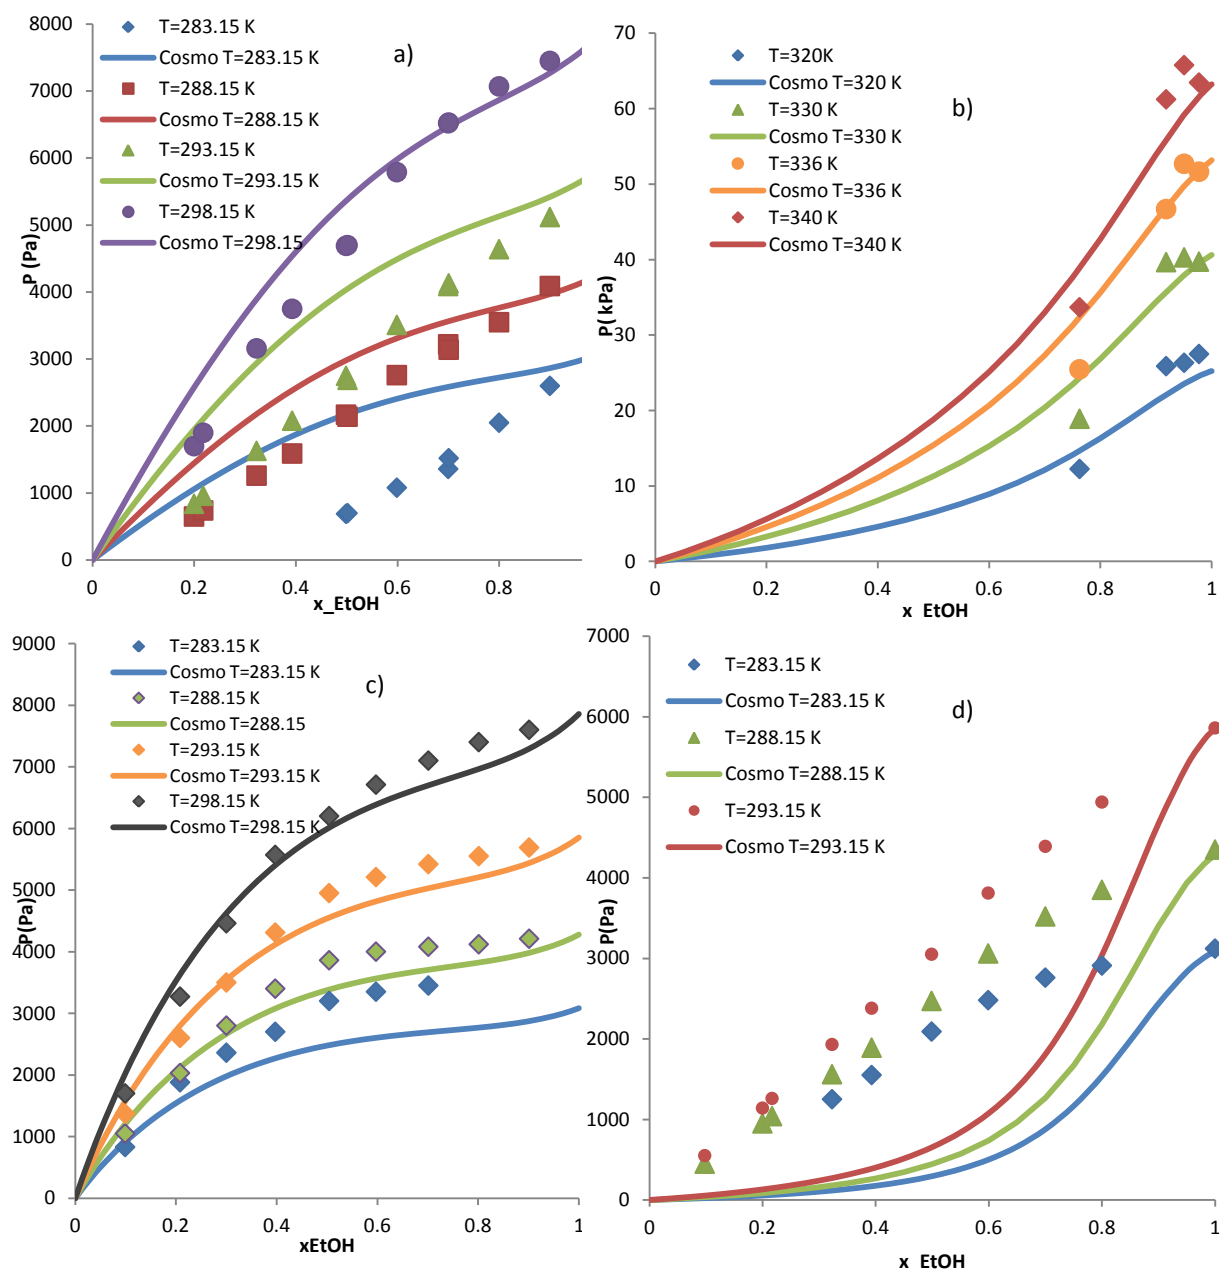 8000
7000
6000
5000
4000
3000
2000
1000
0
P (Pa)
0
0.2
0.4
0.6
0.8
x_EtOH
T=283.15 K
Cosmo T=283.15 K
T=288.15 K
Cosmo T=288.15 K
T=293.15 K
Cosmo T=293.15 K
T=298.15 K
Cosmo T=298.15
a)
70
60
50
40
30
20
10
0
P( kPa)
0
0.2
0.4
0.6
0.8
1
x_EtOH
T=320K
Cosmo T=320 K
T=330 K
Cosmo T=330 K
T=336 K
Cosmo T=336 K
T=340 K
Cosmo T=340 K
b)
9000
8000
7000
6000
5000
4000
3000
2000
1000
0
P(Pa)
0
0.2
0.4
0.6
0.8
1
xEtOH
T=283.15 K
Cosmo T=283.15 K
T=288.15 K
Cosmo T=288.15
T=293.15 K
Cosmo T=293.15 K
T=298.15 K
Cosmo T=298.15 K
c)
7000
6000
5000
4000
3000
2000
1000
0
P(Pa)
0
0.2
0.4
0.6
0.8
1
x_EtOH
T=283.15 K
Cosmo T=283.15 K
T=288.15 K
Cosmo T=288.15 K
T=293.15 K
Cosmo T=293.15 K
d)